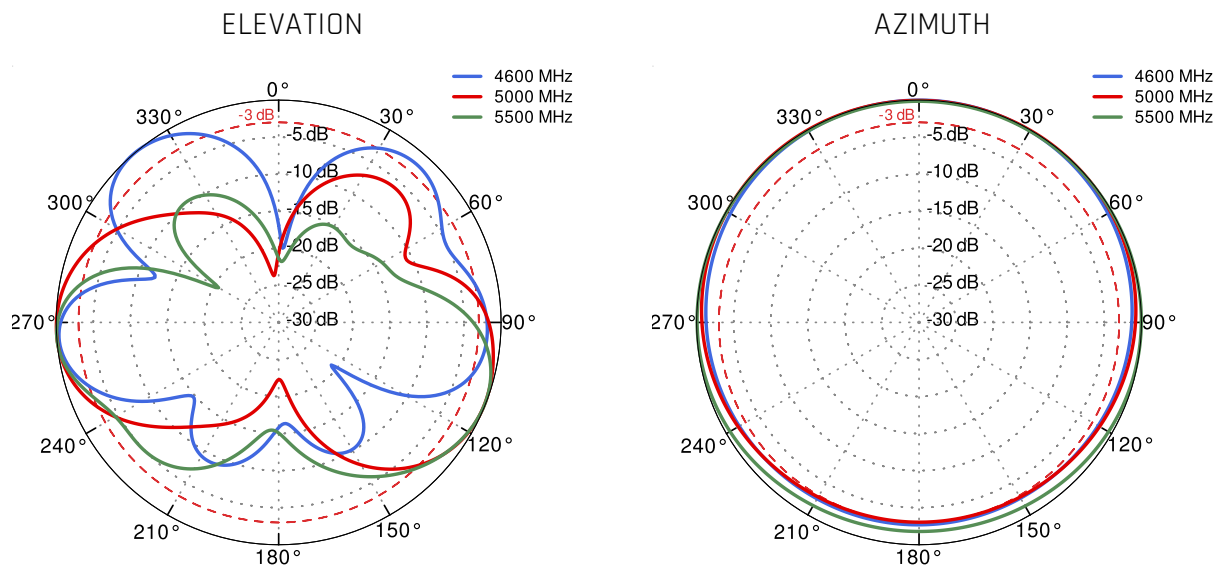 ELEVATION
4600 MHz
5000 MHz
5500 MHz
0°
30°
60°
90°
120°
150°
180°
210°
240°
270°
300°
330°
-3 dB
-5 dB
-10 dB
-15 dB
-20 dB
-25 dB
-30 dB
AZIMUTH
4600 MHz
5000 MHz
5500 MHz
0°
30°
60°
90°
120°
150°
180°
210°
240°
270°
300°
330°
-3 dB
-5 dB
-10 dB
-15 dB
-20 dB
-25 dB
-30 dB